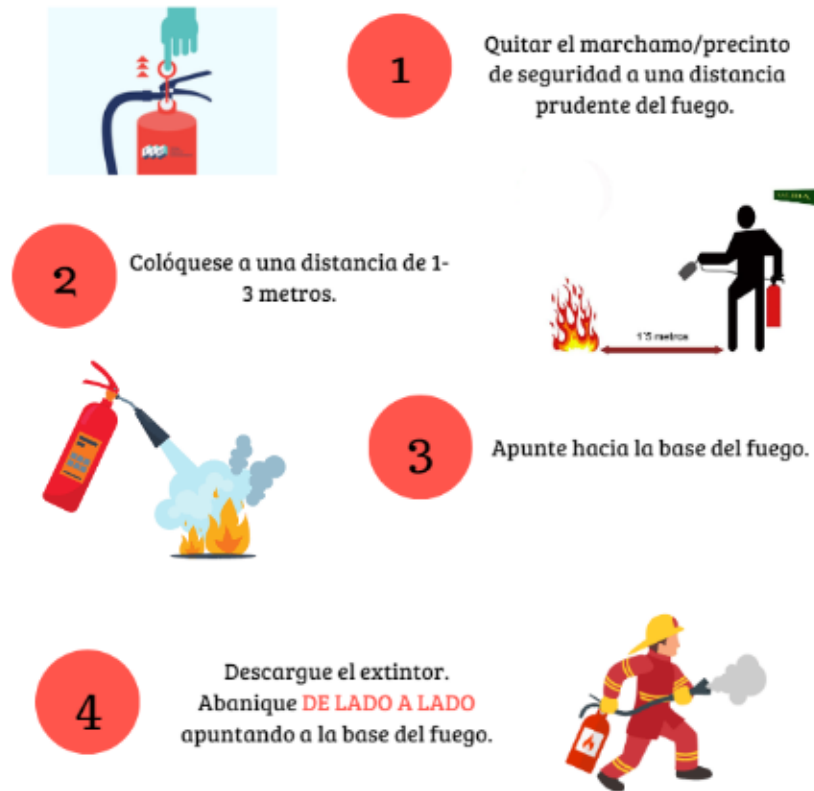 1
Quitar el marchamo/precinto
de seguridad a una distancia
prudente del fuego.
2
Colóquese a una distancia de 1-
3 metros.
1'5 metros
3
Apunte hacia la base del fuego.
4
Descargue el extintor.
Abanique DE LADO A LADO
apuntando a la base del fuego.